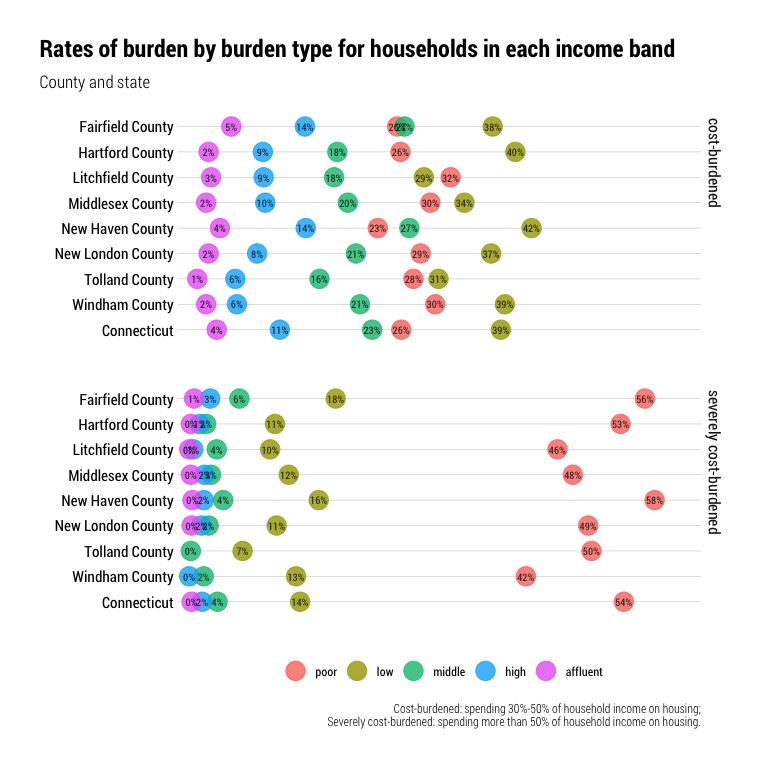 Rates of burden by burden type for households in each income band
County and state
cost-burdened
Fairfield County 5% 14% 26% 27% 38%
Hartford County 2% 9% 18% 26% 40%
Litchfield County 3% 9% 18% 29% 32%
Middlesex County 2% 10% 20% 30% 34%
New Haven County 4% 14% 23% 27% 42%
New London County 2% 8% 21% 29% 37%
Tolland County 1% 6% 16% 28% 31%
Windham County 2% 6% 21% 30% 39%
Connecticut 4% 11% 23% 26% 39%
severely cost-burdened
Fairfield County 1% 3% 6% 18% 56%
Hartford County 0% 2% 11% 53%
Litchfield County 0% 4% 10% 46%
Middlesex County 0% 2% 3% 12% 48%
New Haven County 0% 2% 4% 16% 58%
New London County 0% 2% 2% 11% 49%
Tolland County 0% 7% 50%
Windham County 0% 2% 13% 42%
Connecticut 0% 2% 4% 14% 54%
poor low middle high affluent
Cost-burdened: spending 30%-50% of household income on housing;
Severely cost-burdened: spending more than 50% of household income on housing.